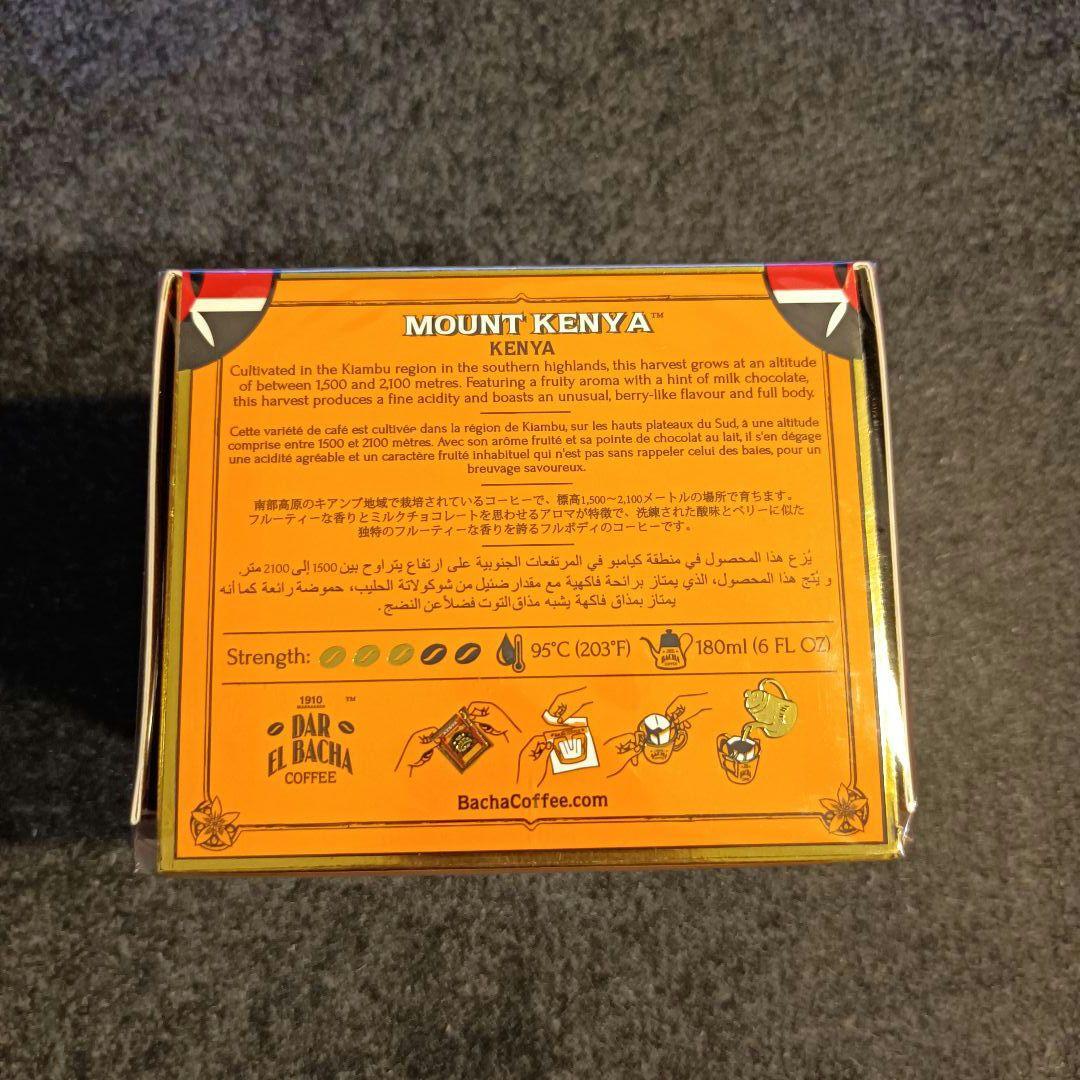 MOUNT KENYA™
KENYA
Cultivated in the Kiambu region in the southern highlands, this harvest grows at an altitude
of between 1,500 and 2,100 metres. Featuring a fruity aroma with a hint of milk chocolate,
this harvest produces a fine acidity and boasts an unusual, berry-like flavour and full body.
Cette variété de café est cultivée dans la région de Kiambu, sur les hauts plateaux du Sud, à une altitude
comprise entre 1500 et 2100 mètres. Avec son arôme fruité et sa pointe de chocolat au lait, il s'en dégage
une acidité agréable et un caractère fruité inhabituel qui n'est pas sans rappeler celui des baies, pour un
breuvage savoureux.
南部高原のキアンブ地域で栽培されているコーヒーで、標高1,500～2,100メートルの場所で育ちます。
フルーティーな香りとミルクチョコレートを思わせるアロマが特徴で、洗練された酸味とベリーに似た
独特のフルーティーな香りを誇るフルボディのコーヒーです。
يُزع هذا المحصول في منطقة كيامبو في المرتفعات الجنوبية على ارتفاع يتراوح بين 1500 إلى 2100 متر.
و يُتج هذا المحصول، الذي يمتاز برائحة فاكهية مع مقدار ضئيل من شوكولاتة الحليب، حموضة رائعة كما أنه
يمتاز بمذاق فاكهة يشبه مذاق التوت فضلاً عن النضج.
Strength: 95°C (203°F) BACHA COFFEE 180ml (6 FL OZ)
1910 ™
MARRAKECH
DAR
EL BACHA
COFFEE
BachaCoffee.com